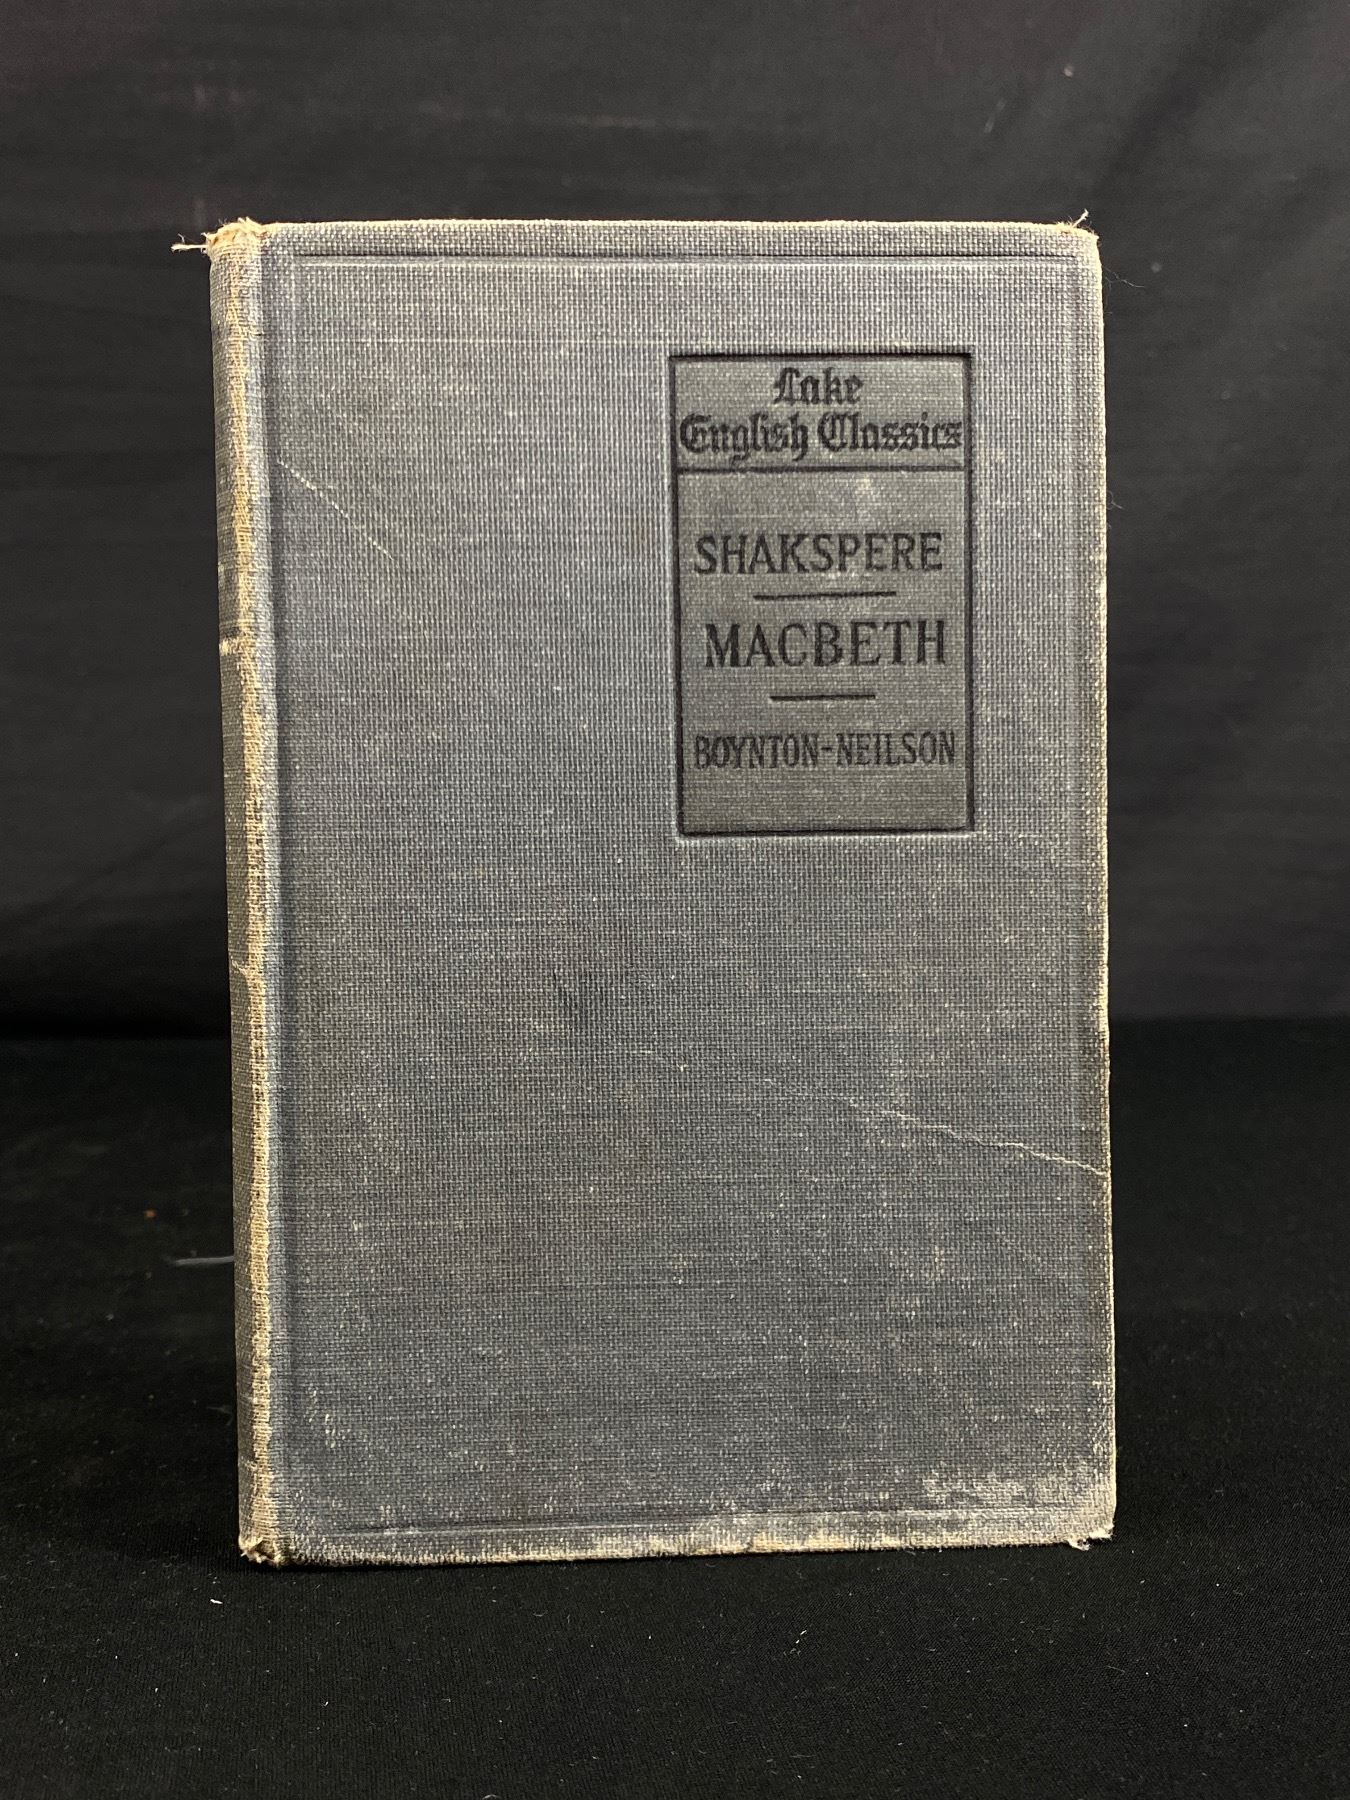 Lake
English Classics
SHAKSPERE
MACBETH
BOYNTON-NEILSON